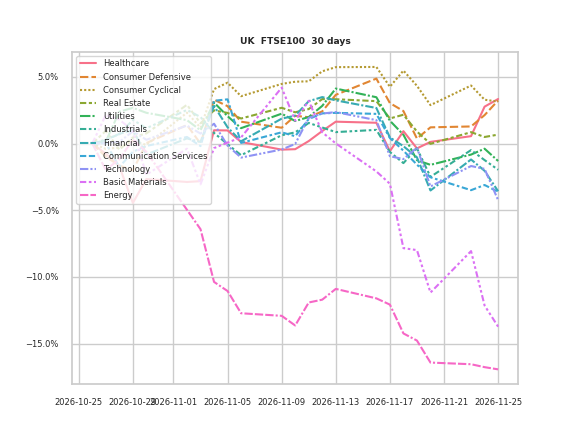 UK FTSE100 30 days
Healthcare
Consumer Defensive
Consumer Cyclical
Real Estate
Utilities
Industrials
Financial
Communication Services
Technology
Basic Materials
Energy
5.0%
0.0%
−5.0%
−10.0%
−15.0%
2026-10-25 2026-10-29 2026-11-01 2026-11-05 2026-11-09 2026-11-13 2026-11-17 2026-11-21 2026-11-25